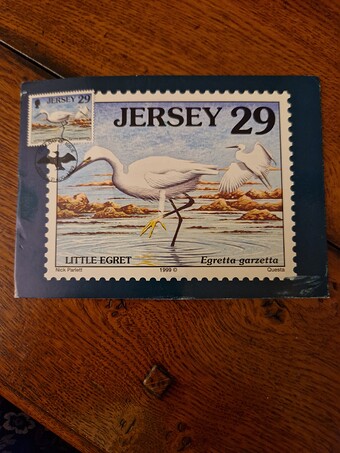 JERSEY 29
JERSEY 29
LITTLE EGRET
Egretta garzetta
Nick Parlett
1999 ©
Questa